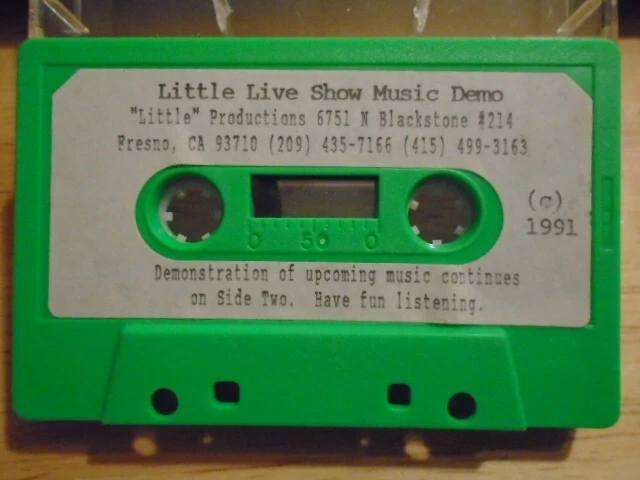 Little Live Show Music Demo
"Little" Productions 6751 N Blackstone #214
Fresno, CA 93710 (209) 435-7166 (415) 499-3163
(c)
1991
0 50 0
Demonstration of upcoming music continues
on Side Two. Have fun listening.